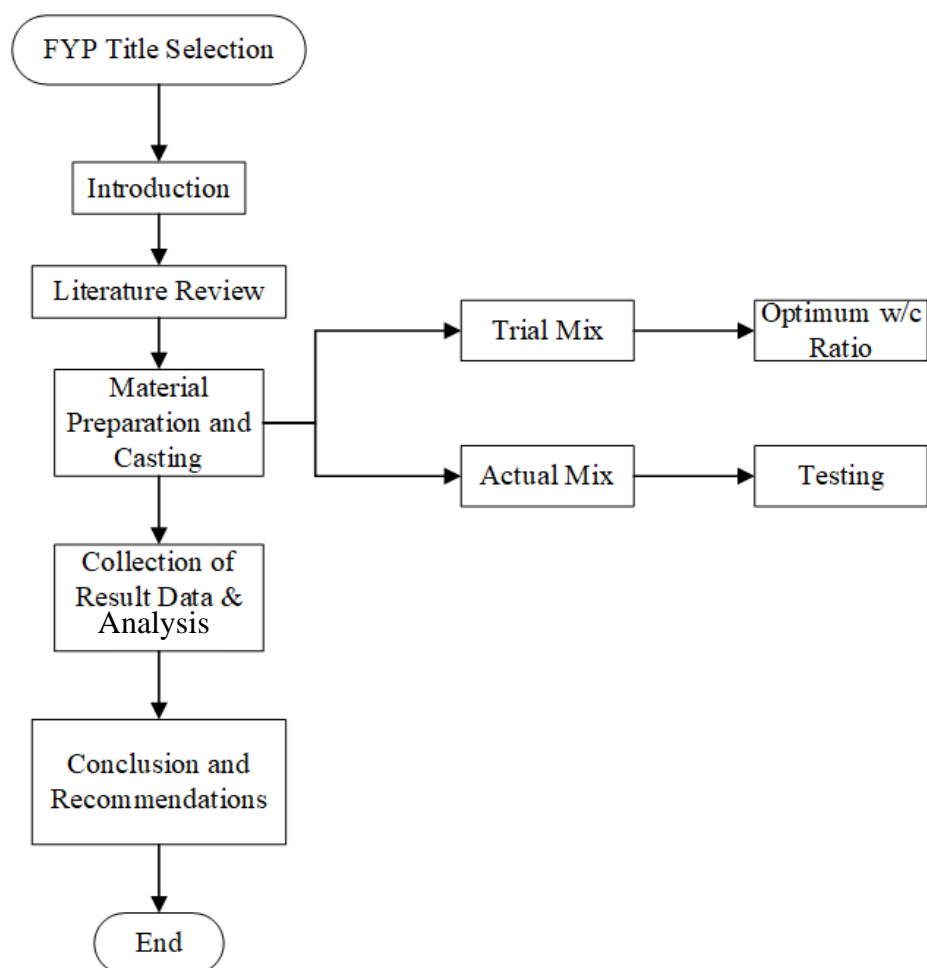 FYP Title Selection
Introduction
Literature Review
Material
Preparation and
Casting
Trial Mix
Optimum w/c
Ratio
Actual Mix
Testing
Collection of
Result Data &
Analysis
Conclusion and
Recommendations
End